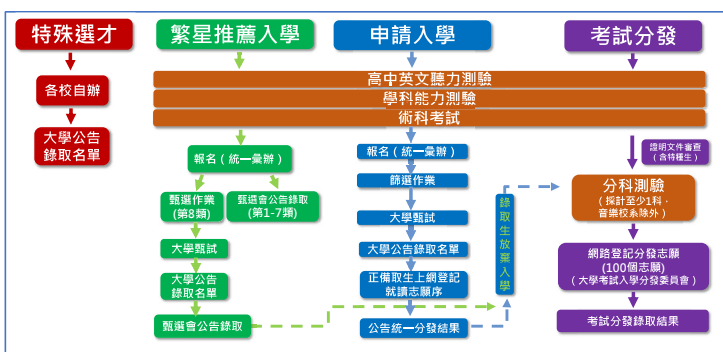 特殊選才
各校自辦
大學公告
錄取名單
繁星推薦入學
申請入學
考試分發
高中英文聽力測驗
學科能力測驗
術科考試
報名(統一彙辦)
甄選作業
(第8類)
甄選會公告錄取
(第1-7類)
大學甄試
大學公告
錄取名單
甄選會公告錄取
報名(統一彙辦)
篩選作業
大學甄試
大學公告錄取名單
正備取生上網登記
就讀志願序
公告統一分發結果
錄取生放棄入學
證明文件審查
(含特種生)
分科測驗
(採計至少1科，
音樂校系除外)
網路登記分發志願
(100個志願)
(大學考試入學分發委員會)
考試分發錄取結果